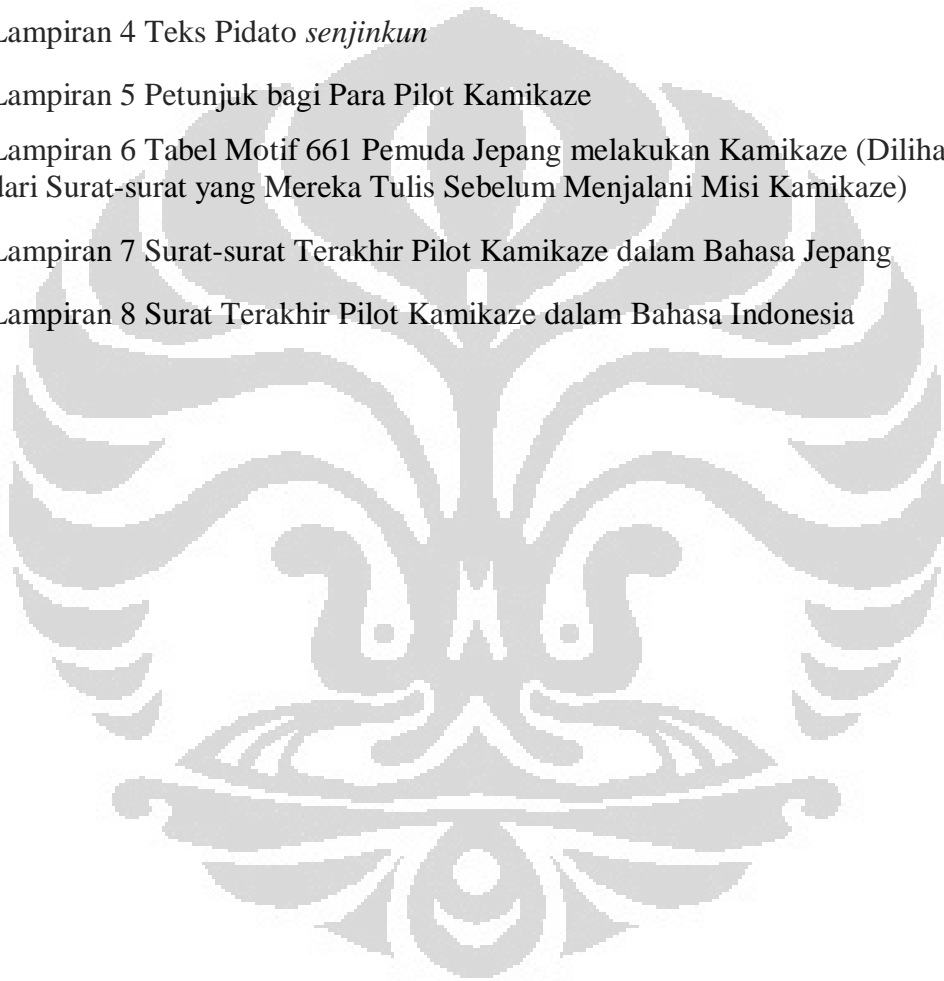 Lampiran 4 Teks Pidato senjinkun
Lampiran 5 Petunjuk bagi Para Pilot Kamikaze
Lampiran 6 Tabel Motif 661 Pemuda Jepang melakukan Kamikaze (Diliha
dari Surat-surat yang Mereka Tulis Sebelum Menjalani Misi Kamikaze)
Lampiran 7 Surat-surat Terakhir Pilot Kamikaze dalam Bahasa Jepang
Lampiran 8 Surat Terakhir Pilot Kamikaze dalam Bahasa Indonesia